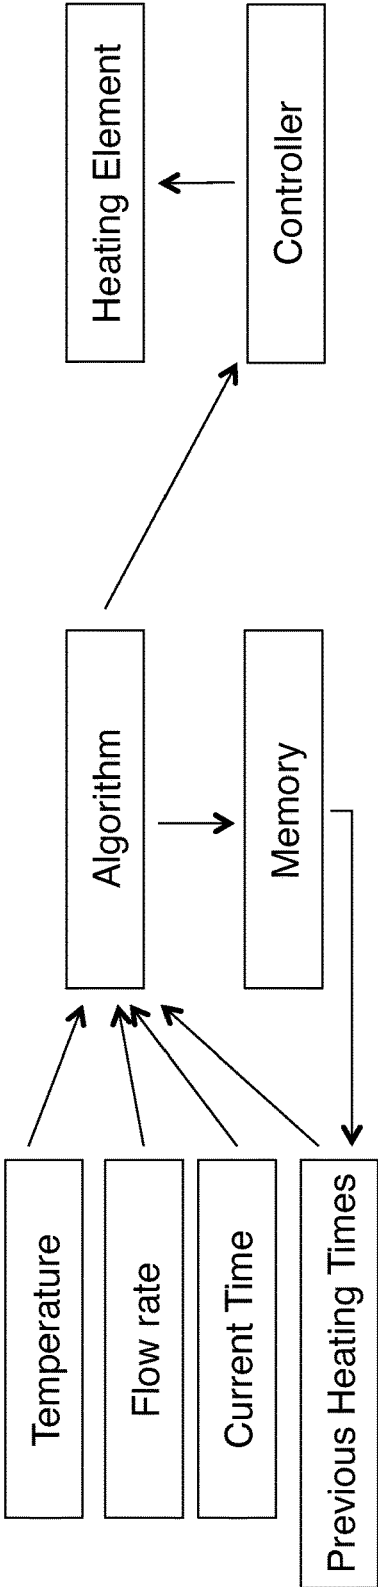 Temperature
Flow rate
Current Time
Previous Heating Times
Algorithm
Memory
Heating Element
Controller